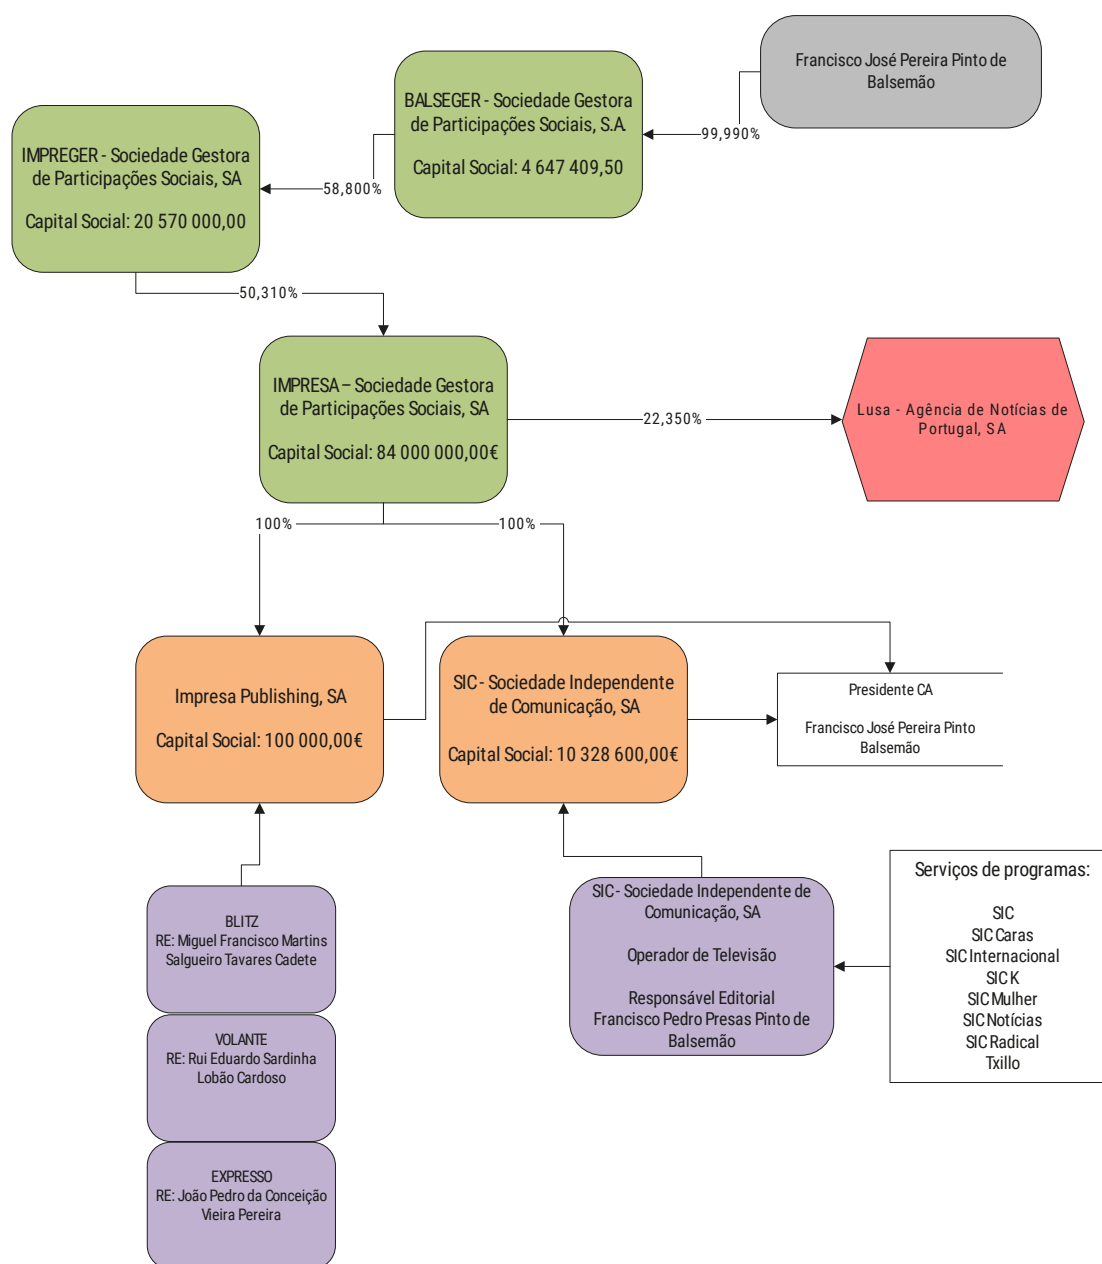 Francisco José Pereira Pinto de
Balsemão
BALSEGER - Sociedade Gestora
de Participações Sociais, S.A.
Capital Social: 4 647 409,50
99,990%
IMPREGER - Sociedade Gestora
de Participações Sociais, SA
Capital Social: 20 570 000,00
58,800%
50,310%
IMPRESA – Sociedade Gestora
de Participações Sociais, SA
Capital Social: 84 000 000,00€
22,350%
Lusa - Agência de Notícias de
Portugal, SA
100%
100%
Impresa Publishing, SA
Capital Social: 100 000,00€
SIC - Sociedade Independente
de Comunicação, SA
Capital Social: 10 328 600,00€
Presidente CA
Francisco José Pereira Pinto
Balsemão
BLITZ
RE: Miguel Francisco Martins
Salgueiro Tavares Cadete
VOLANTE
RE: Rui Eduardo Sardinha
Lobão Cardoso
EXPRESSO
RE: João Pedro da Conceição
Vieira Pereira
SIC - Sociedade Independente de
Comunicação, SA
Operador de Televisão
Responsável Editorial
Francisco Pedro Presas Pinto de
Balsemão
Serviços de programas:
SIC
SIC Caras
SIC Internacional
SIC K
SIC Mulher
SIC Notícias
SIC Radical
Txillo